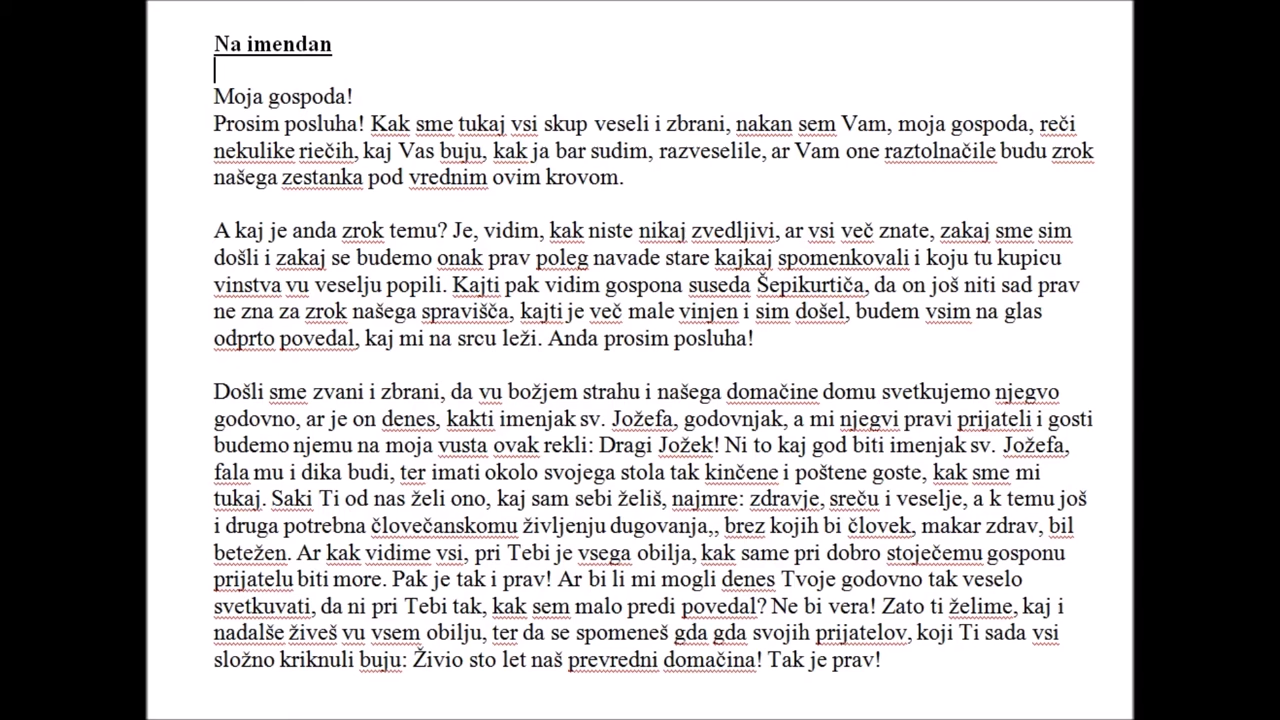 Na imendan
Moja gospoda!
Prosim posluha! Kak sme tukaj vsi skup veseli i zbrani, nakan sem Vam, moja gospoda, reči
nekulike riečih, kaj Vas buju, kak ja bar sudim, razveselile, ar Vam one raztolnačile budu zrok
našega zestanka pod vrednim ovim krovom.
A kaj je anda zrok temu? Je, vidim, kak niste nikaj zvedljivi, ar vsi več znate, zakaj sme sim
došli i zakaj se budemo onak prav poleg navade stare kajkaj spomenkovali i koju tu kupicu
vinstva vu veselju popili. Kajti pak vidim gospona suseda Šepikurtiča, da on još niti sad prav
ne zna za zrok našega spravišča, kajti je več male vinjen i sim došel, budem vsim na glas
odprto povedal, kaj mi na srcu leži. Anda prosim posluha!
Došli sme zvani i zbrani, da vu božjem strahu i našega domačine domu svetkujemo njegvo
godovno, ar je on denes, kakti imenjak sv. Jožefa, godovnjak, a mi njegvi pravi prijateli i gosti
budemo njemu na moja vusta ovak rekli: Dragi Jožek! Ni to kaj god biti imenjak sv. Jožefa,
fala mu i dika budi, ter imati okolo svojega stola tak kinčene i poštene goste, kak sme mi
tukaj. Saki Ti od nas želi ono, kaj sam sebi želiš, najmre: zdravje, sreču i veselje, a k temu još
i druga potrebna človečanskomu življenju dugovanja,, brez kojih bi človek, makar zdrav, bil
betežen. Ar kak vidime vsi, pri Tebi je vsega obilja, kak same pri dobro stoječemu gosponu
prijatelu biti more. Pak je tak i prav! Ar bi li mi mogli denes Tvoje godovno tak veselo
svetkuvati, da ni pri Tebi tak, kak sem malo predi povedal? Ne bi vera! Zato ti želime, kaj i
nadalše živeš vu vsem obilju, ter da se spomeneš gda gda svojih prijatelov, koji Ti sada vsi
složno kriknuli buju: Živio sto let naš prevredni domačina! Tak je prav!